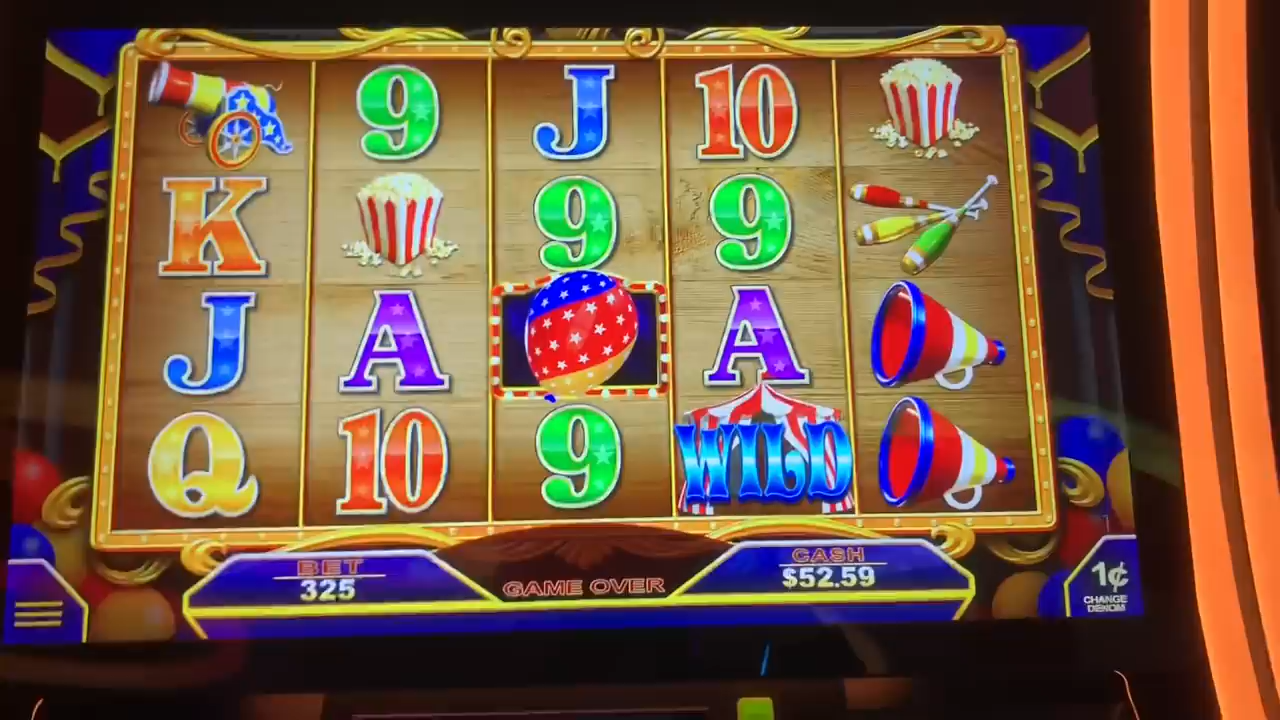 9 J 10
K 9 9
J A A
Q 10 9 WILD
BET
325
GAME OVER
CASH
$52.59
1¢
CHANGE
DENOM